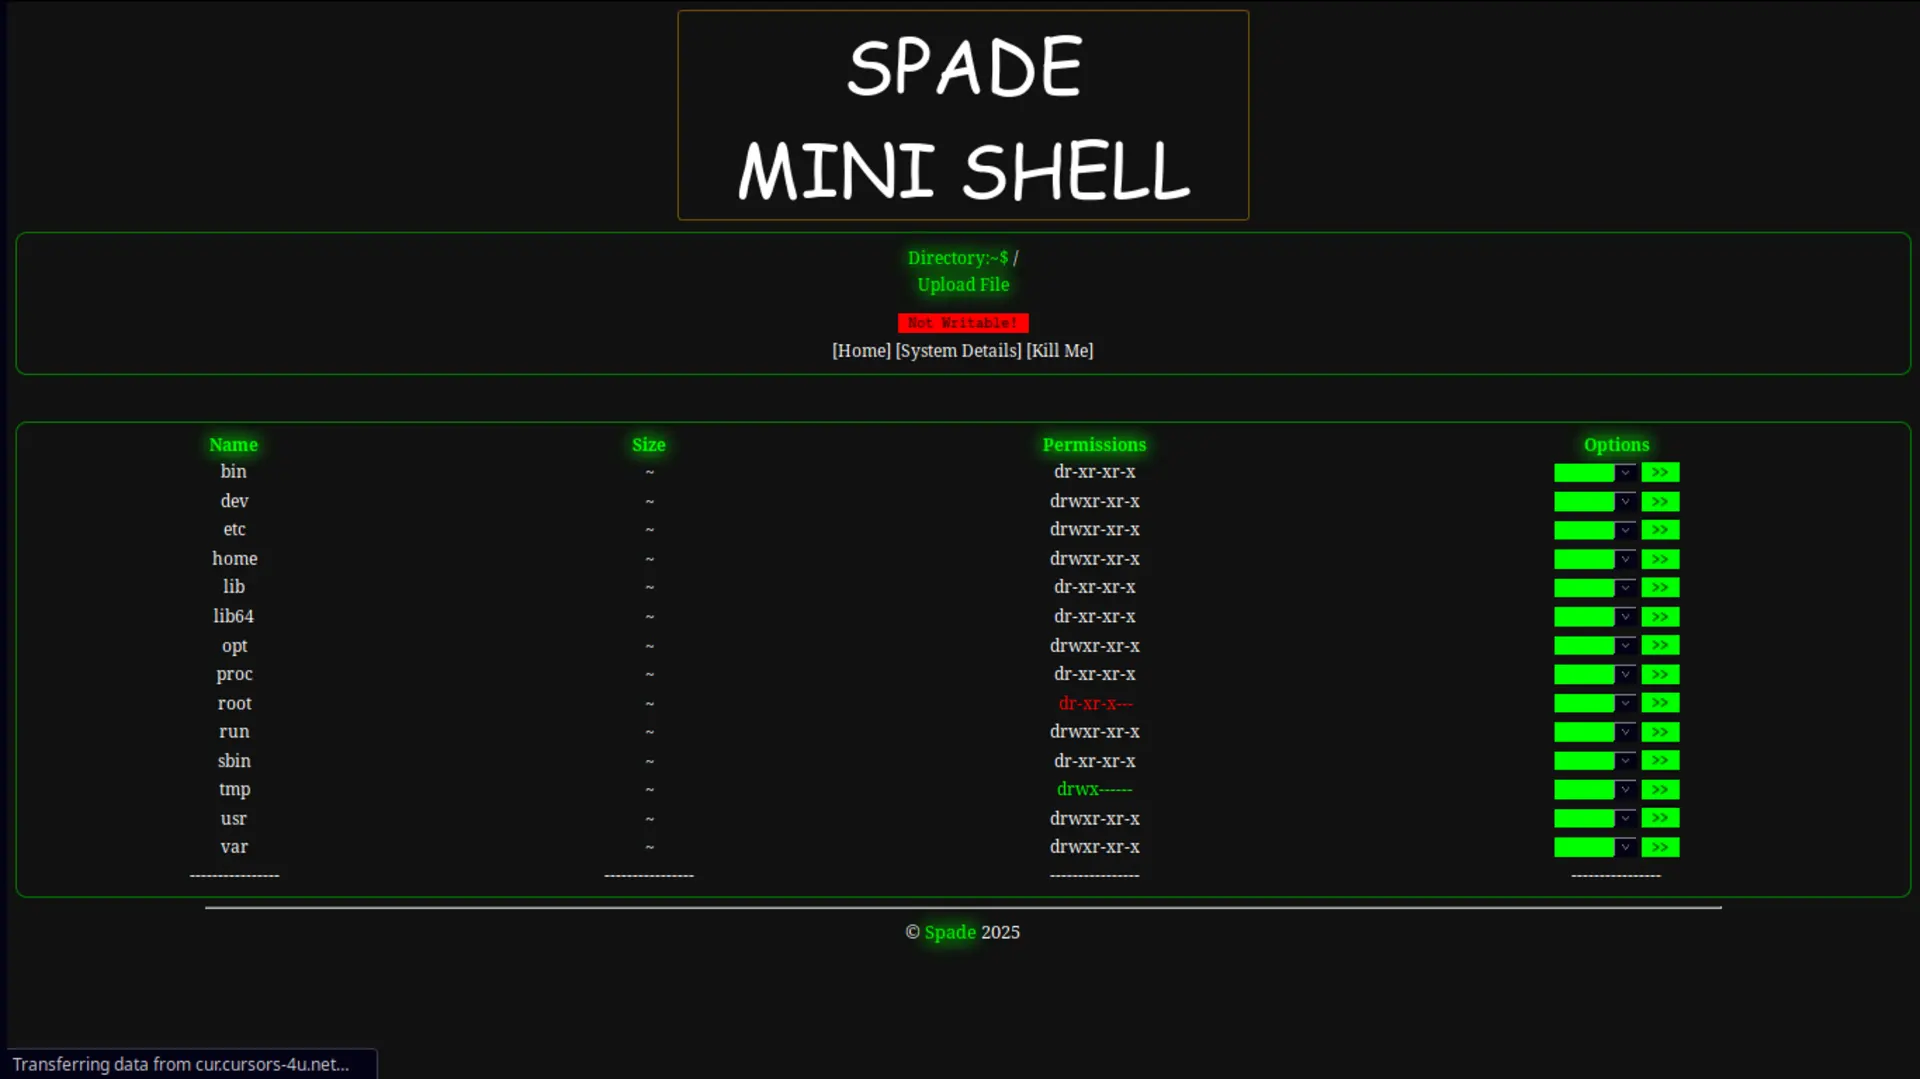 SPADE
MINI SHELL
Directory:~$ /
Upload File
Not Writable!
[Home] [System Details] [Kill Me]
Name Size Permissions Options
bin ~ dr-xr-xr-x >>
dev ~ drwxr-xr-x >>
etc ~ drwxr-xr-x >>
home ~ drwxr-xr-x >>
lib ~ dr-xr-xr-x >>
lib64 ~ dr-xr-xr-x >>
opt ~ drwxr-xr-x >>
proc ~ dr-xr-xr-x >>
root ~ dr-xr-x--- >>
run ~ drwxr-xr-x >>
sbin ~ dr-xr-xr-x >>
tmp ~ drwx------ >>
usr ~ drwxr-xr-x >>
var ~ drwxr-xr-x >>
---------------- ---------------- ---------------- ----------------
© Spade 2025
Transferring data from cur.cursors-4u.net...